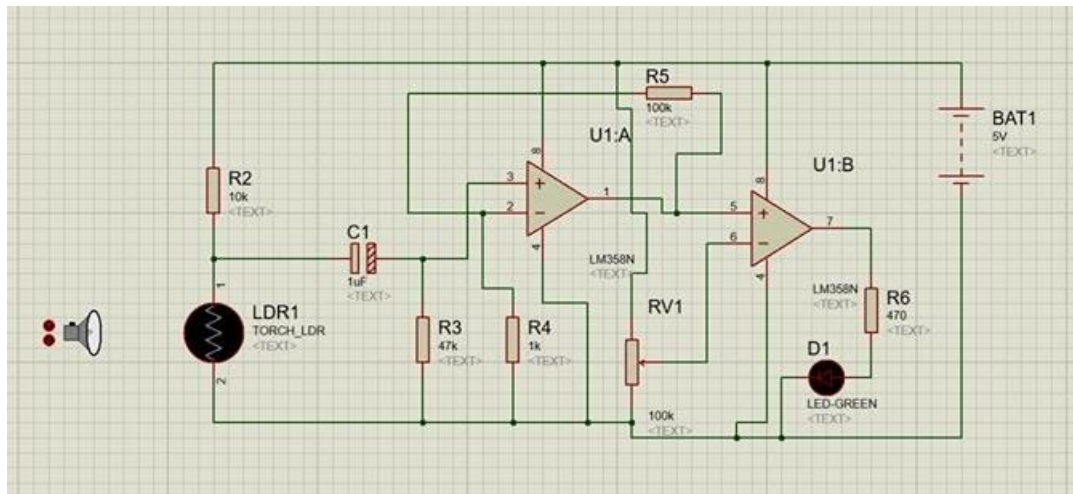 R5
100k
<TEXT>
U1:A
BAT1
5V
<TEXT>
8
3
1
2
4
LM358N
<TEXT>
U1:B
8
5
7
6
4
LM358N
<TEXT>
R2
10k
<TEXT>
C1
1uF
<TEXT>
1
LDR1
TORCH_LDR
<TEXT>
2
R3
47k
<TEXT>
R4
1k
<TEXT>
RV1
100k
<TEXT>
R6
470
<TEXT>
D1
LED-GREEN
<TEXT>